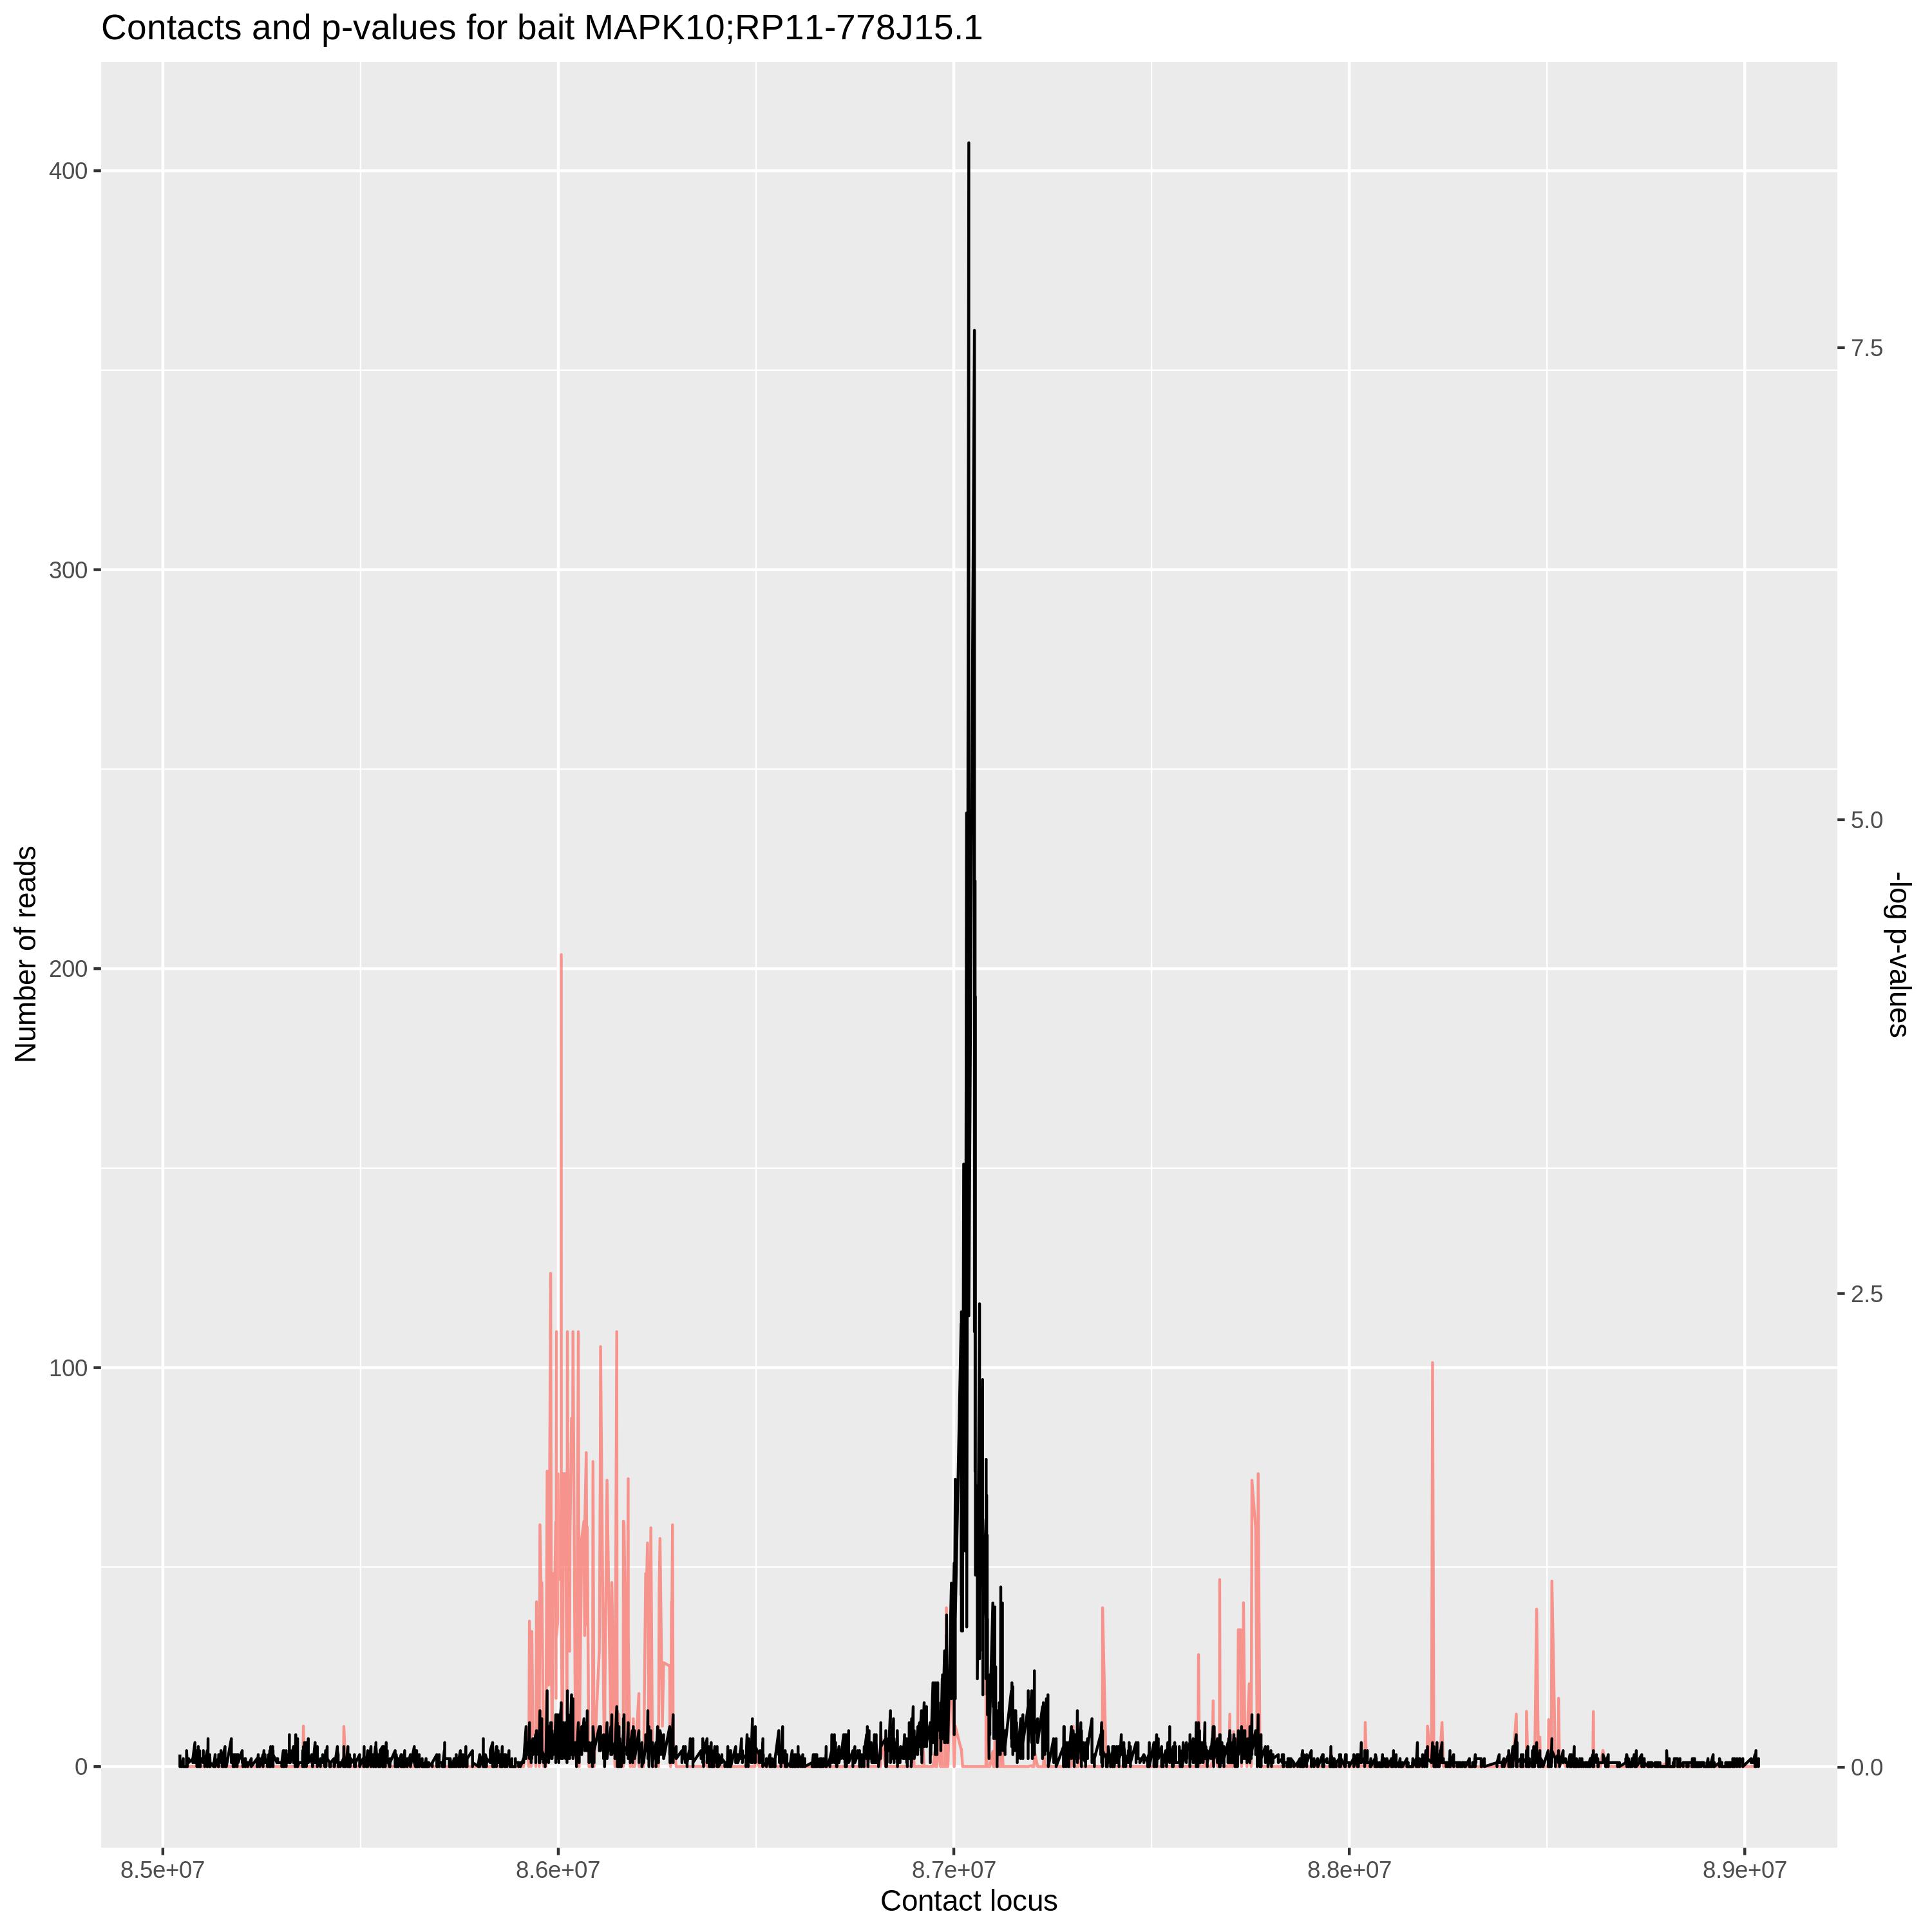 Contacts and p-values for bait MAPK10;RP11-778J15.1
400
300
200
100
0
Number of reads
7.5
5.0
2.5
0.0
-log p-values
8.5e+07
8.6e+07
8.7e+07
8.8e+07
8.9e+07
Contact locus